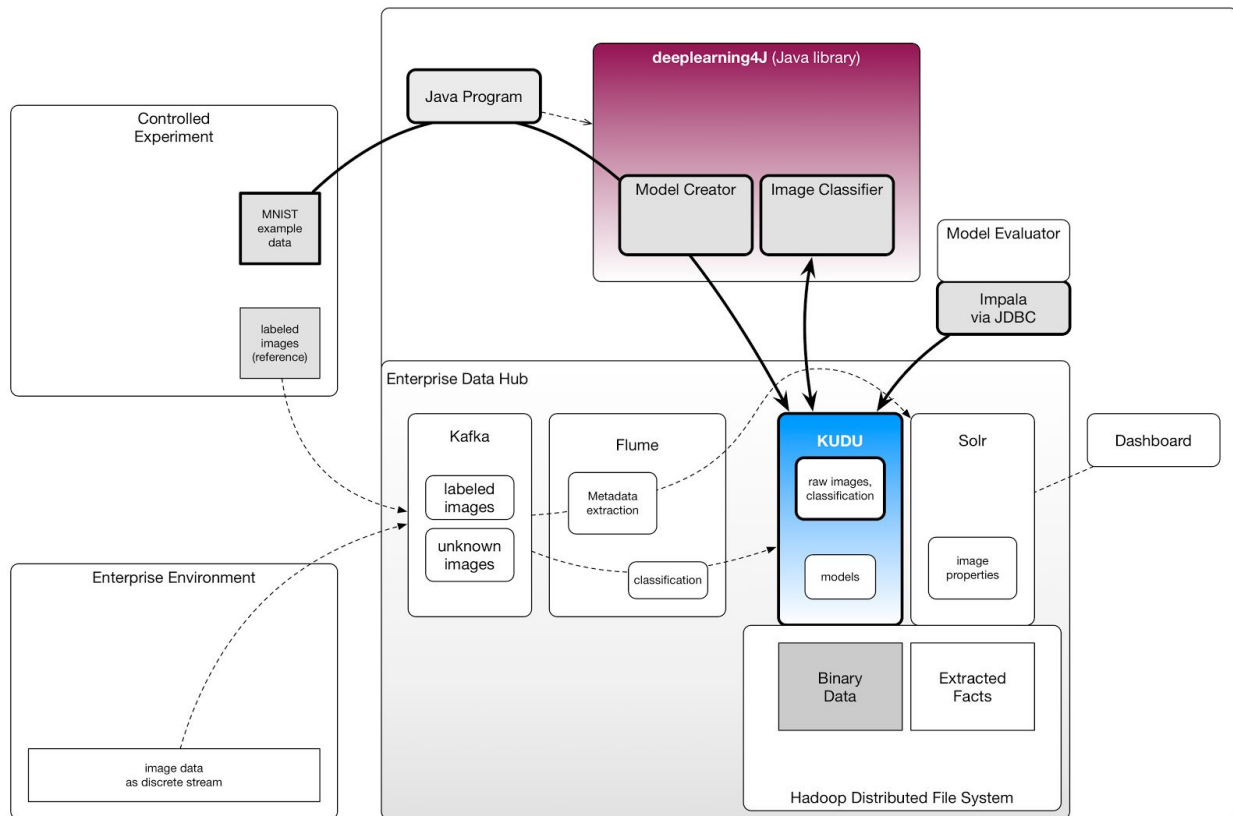 deeplearning4J (Java library)
Java Program
Controlled
Experiment
Model Creator
Image Classifier
MNIST
example
data
Model Evaluator
Impala
via JDBC
labeled
images
(reference)
Enterprise Data Hub
Kafka
Flume
KUDU
Solr
Dashboard
labeled
images
Metadata
extraction
raw images,
classification
unknown
images
classification
models
image
properties
Enterprise Environment
Binary
Data
Extracted
Facts
image data
as discrete stream
Hadoop Distributed File System